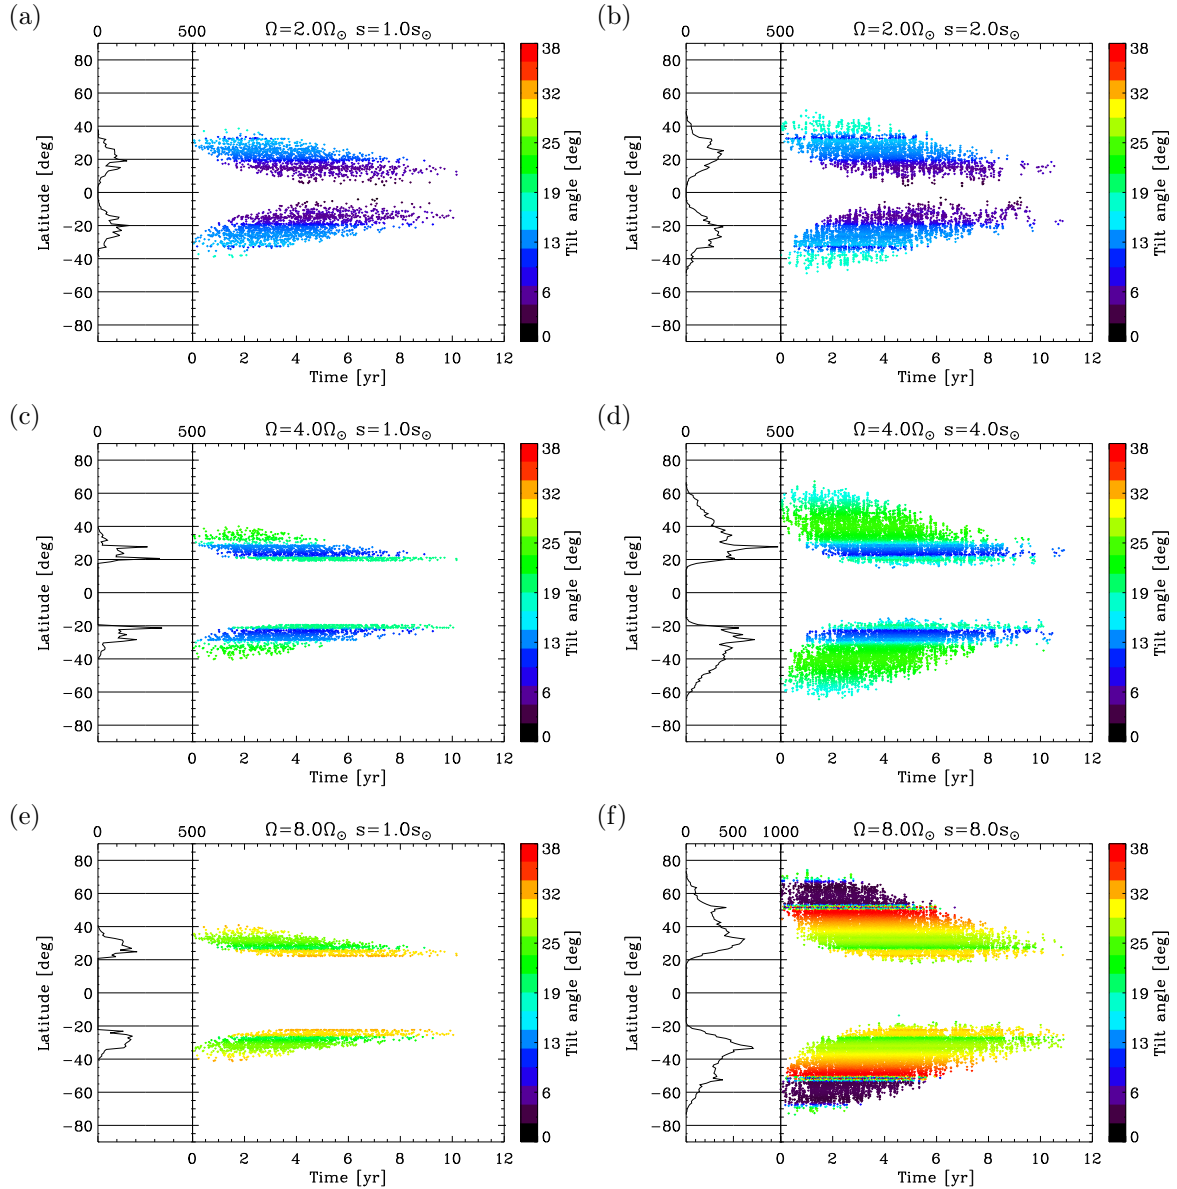 (a)
0 500 Ω=2.0Ω⊙ s=1.0s⊙
80
60
40
20
0
−20
−40
−60
−80
Latitude [deg]
0 2 4 6 8 10 12
Time [yr]
38
32
25
19
13
6
0
Tilt angle [deg]
(b)
0 500 Ω=2.0Ω⊙ s=2.0s⊙
80
60
40
20
0
−20
−40
−60
−80
Latitude [deg]
0 2 4 6 8 10 12
Time [yr]
38
32
25
19
13
6
0
Tilt angle [deg]
(c)
0 500 Ω=4.0Ω⊙ s=1.0s⊙
80
60
40
20
0
−20
−40
−60
−80
Latitude [deg]
0 2 4 6 8 10 12
Time [yr]
38
32
25
19
13
6
0
Tilt angle [deg]
(d)
0 500 Ω=4.0Ω⊙ s=4.0s⊙
80
60
40
20
0
−20
−40
−60
−80
Latitude [deg]
0 2 4 6 8 10 12
Time [yr]
38
32
25
19
13
6
0
Tilt angle [deg]
(e)
0 500 Ω=8.0Ω⊙ s=1.0s⊙
80
60
40
20
0
−20
−40
−60
−80
Latitude [deg]
0 2 4 6 8 10 12
Time [yr]
38
32
25
19
13
6
0
Tilt angle [deg]
(f)
0 500 1000 Ω=8.0Ω⊙ s=8.0s⊙
80
60
40
20
0
−20
−40
−60
−80
Latitude [deg]
0 2 4 6 8 10 12
Time [yr]
38
32
25
19
13
6
0
Tilt angle [deg]